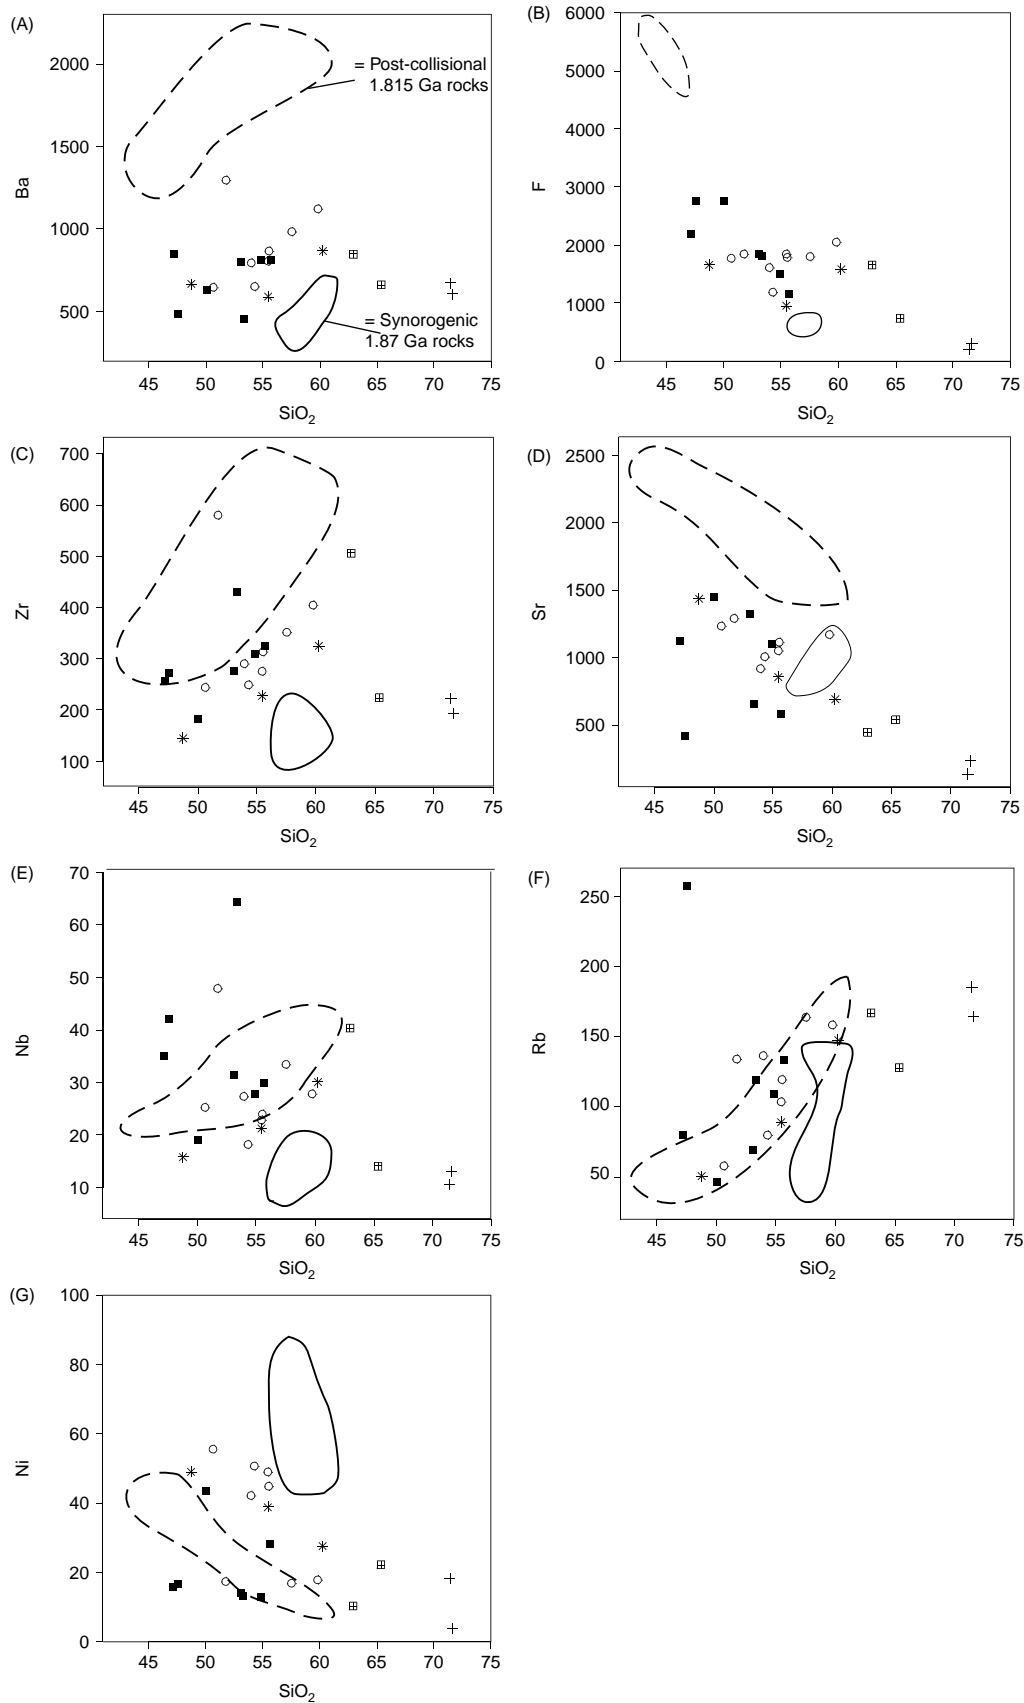 (A)
2000
1500
1000
500
Ba
= Post-collisional
1.815 Ga rocks
= Synorogenic
1.87 Ga rocks
45 50 55 60 65 70 75
SiO2
(B)
6000
5000
4000
3000
2000
1000
0
F
45 50 55 60 65 70 75
SiO2
(C)
700
600
500
400
300
200
100
Zr
45 50 55 60 65 70 75
SiO2
(D)
2500
2000
1500
1000
500
Sr
45 50 55 60 65 70 75
SiO2
(E)
70
60
50
40
30
20
10
Nb
45 50 55 60 65 70 75
SiO2
(F)
250
200
150
100
50
Rb
45 50 55 60 65 70 75
SiO2
(G)
100
80
60
40
20
0
Ni
45 50 55 60 65 70 75
SiO2